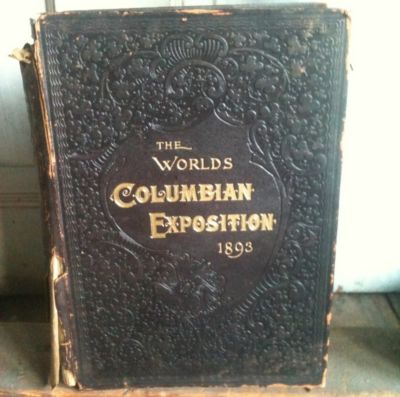 THE
WORLDS
COLUMBIAN
EXPOSITION
1893